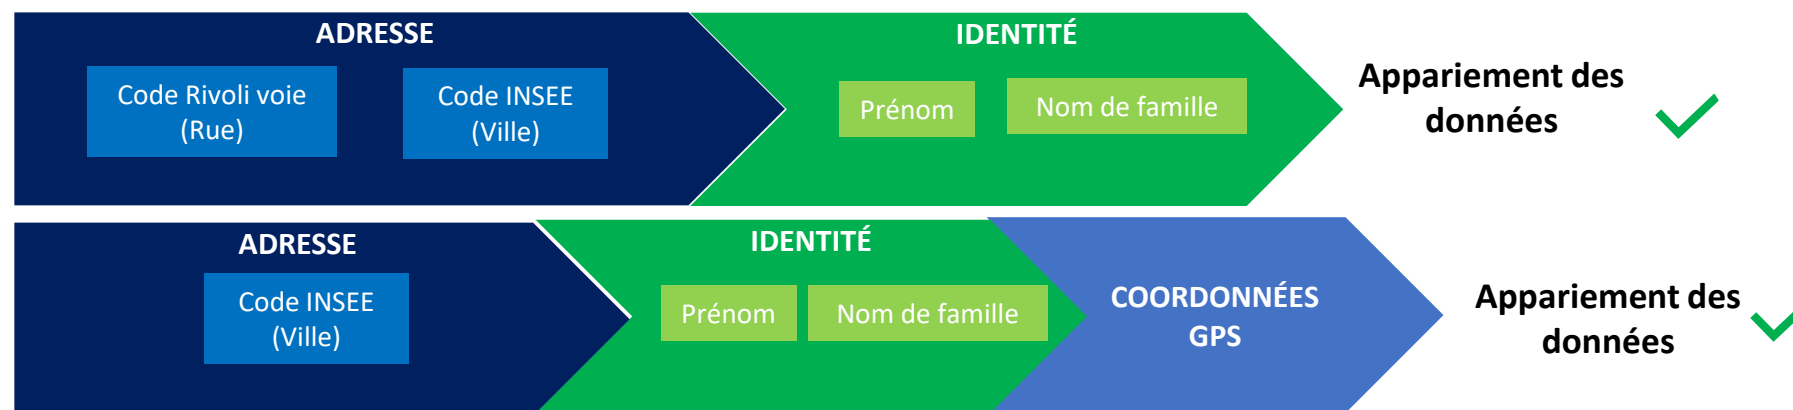 ADRESSE
Code Rivoli voie
(Rue)
Code INSEE
(Ville)
IDENTITÉ
Prénom
Nom de famille
Appariement des
données
ADRESSE
Code INSEE
(Ville)
IDENTITÉ
Prénom
Nom de famille
COORDONNÉES
GPS
Appariement des
données